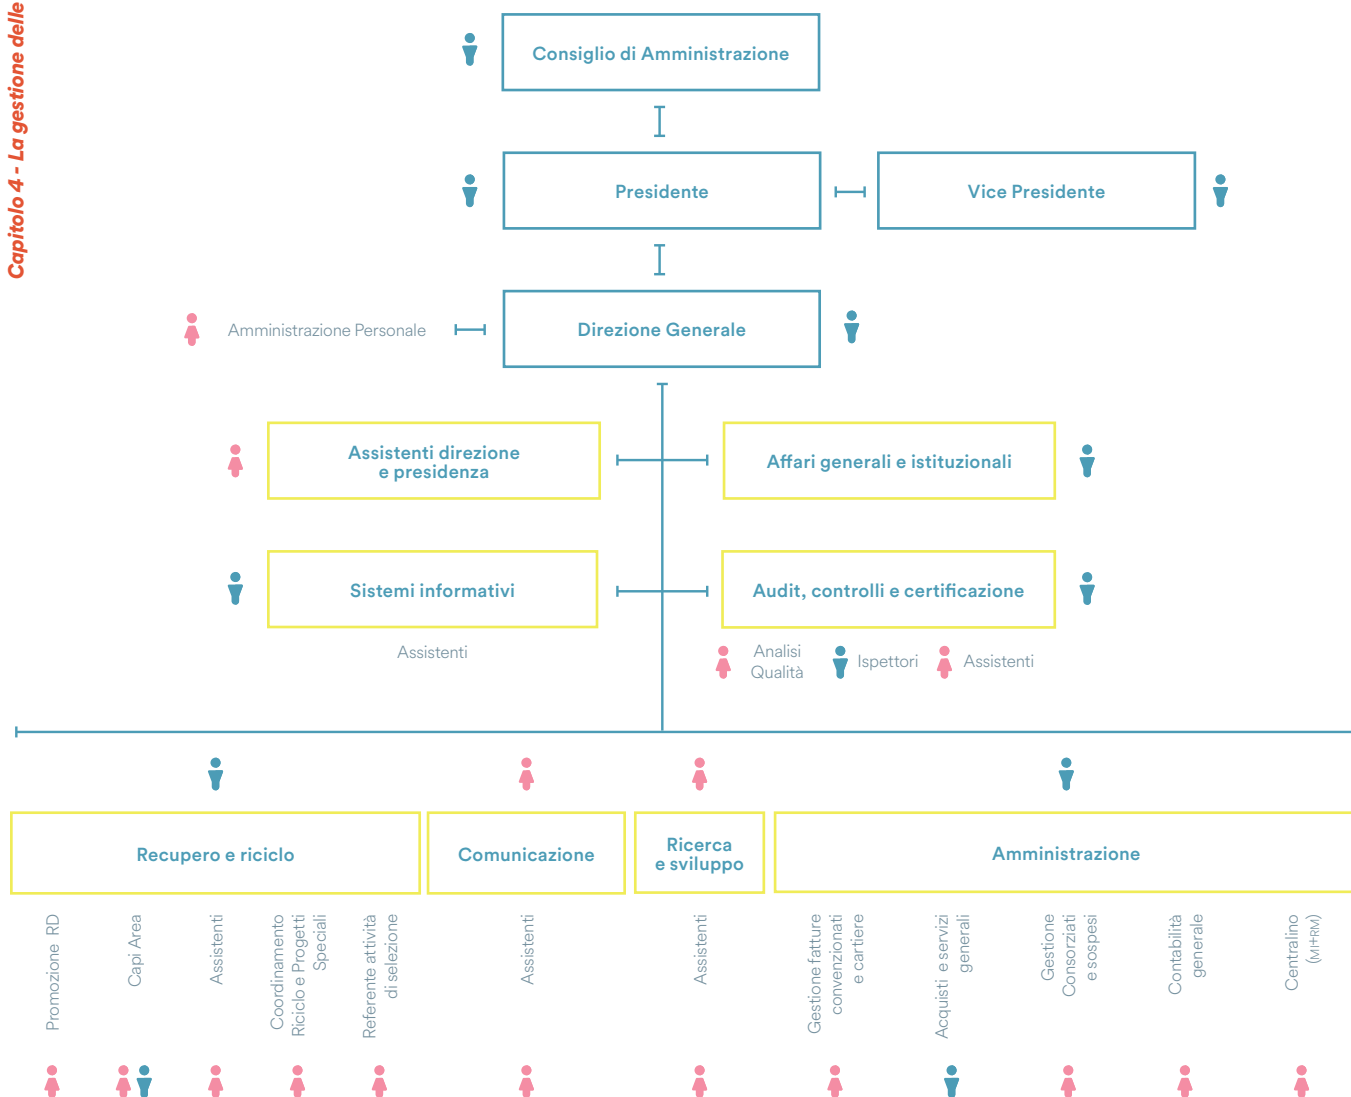 Capitolo 4 - La gestione delle
Consiglio di Amministrazione
Presidente
Vice Presidente
Amministrazione Personale
Direzione Generale
Assistenti direzione
e presidenza
Affari generali e istituzionali
Sistemi informativi
Audit, controlli e certificazione
Assistenti
Analisi
Qualità
Ispettori
Assistenti
Recupero e riciclo
Comunicazione
Ricerca
e sviluppo
Amministrazione
Promozione RD
Capi Area
Assistenti
Coordinamento
Riciclo e Progetti
Speciali
Referente attività
di selezione
Assistenti
Assistenti
Gestione fatture
convenzionati
e cartiere
Acquisti e servizi
generali
Gestione
Consorziati
e sospesi
Contabilità
generale
Centralino
(MI+RM)